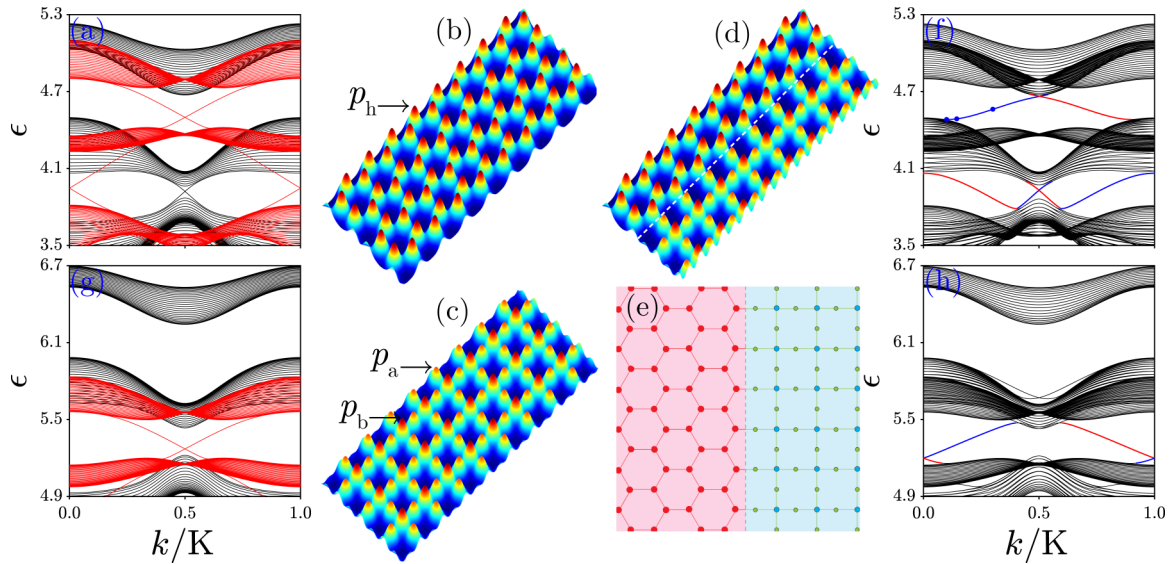 5.3
4.7
4.1
3.5
ϵ
(a)
(b)
p_h
(d)
5.3
4.7
4.1
3.5
ϵ
(f)
6.7
6.1
5.5
4.9
ϵ
(g)
0.0 0.5 1.0
k/K
(c)
p_a
p_b
(e)
6.7
6.1
5.5
4.9
ϵ
(h)
0.0 0.5 1.0
k/K